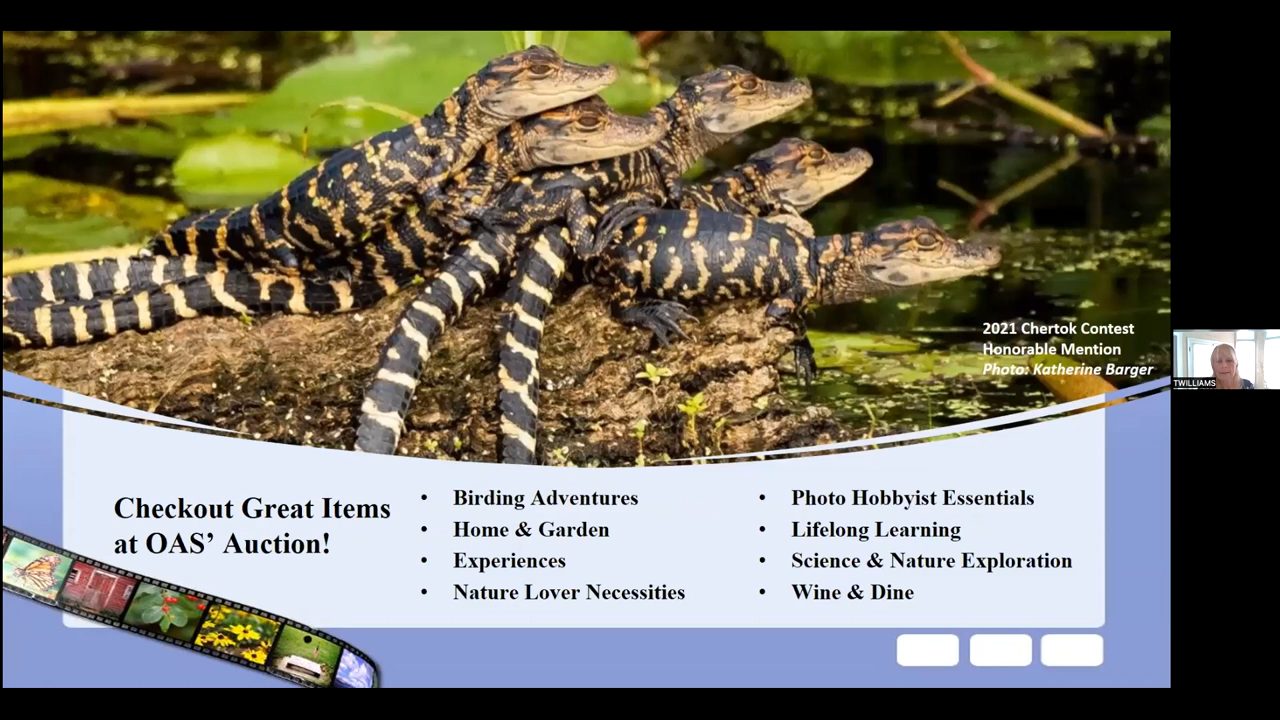 2021 Chertok Contest
Honorable Mention
Photo: Katherine Barger
TWILLIAMS
Checkout Great Items
at OAS’ Auction!
• Birding Adventures
• Home & Garden
• Experiences
• Nature Lover Necessities
• Photo Hobbyist Essentials
• Lifelong Learning
• Science & Nature Exploration
• Wine & Dine